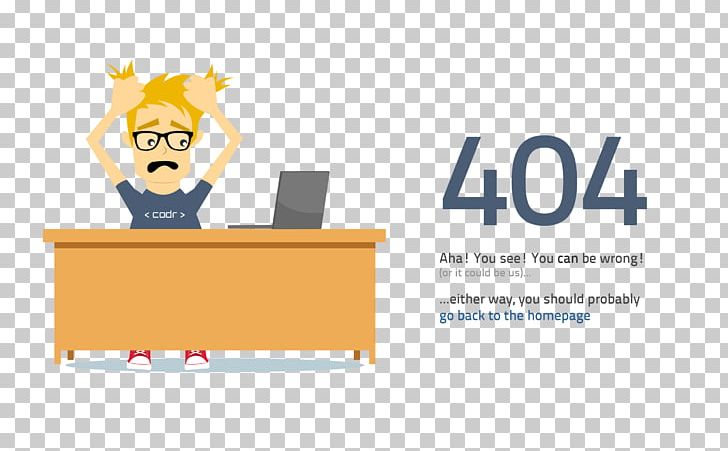 404
< codr >
Aha! You see! You can be wrong!
(or it could be us)...
...either way, you should probably
go back to the homepage